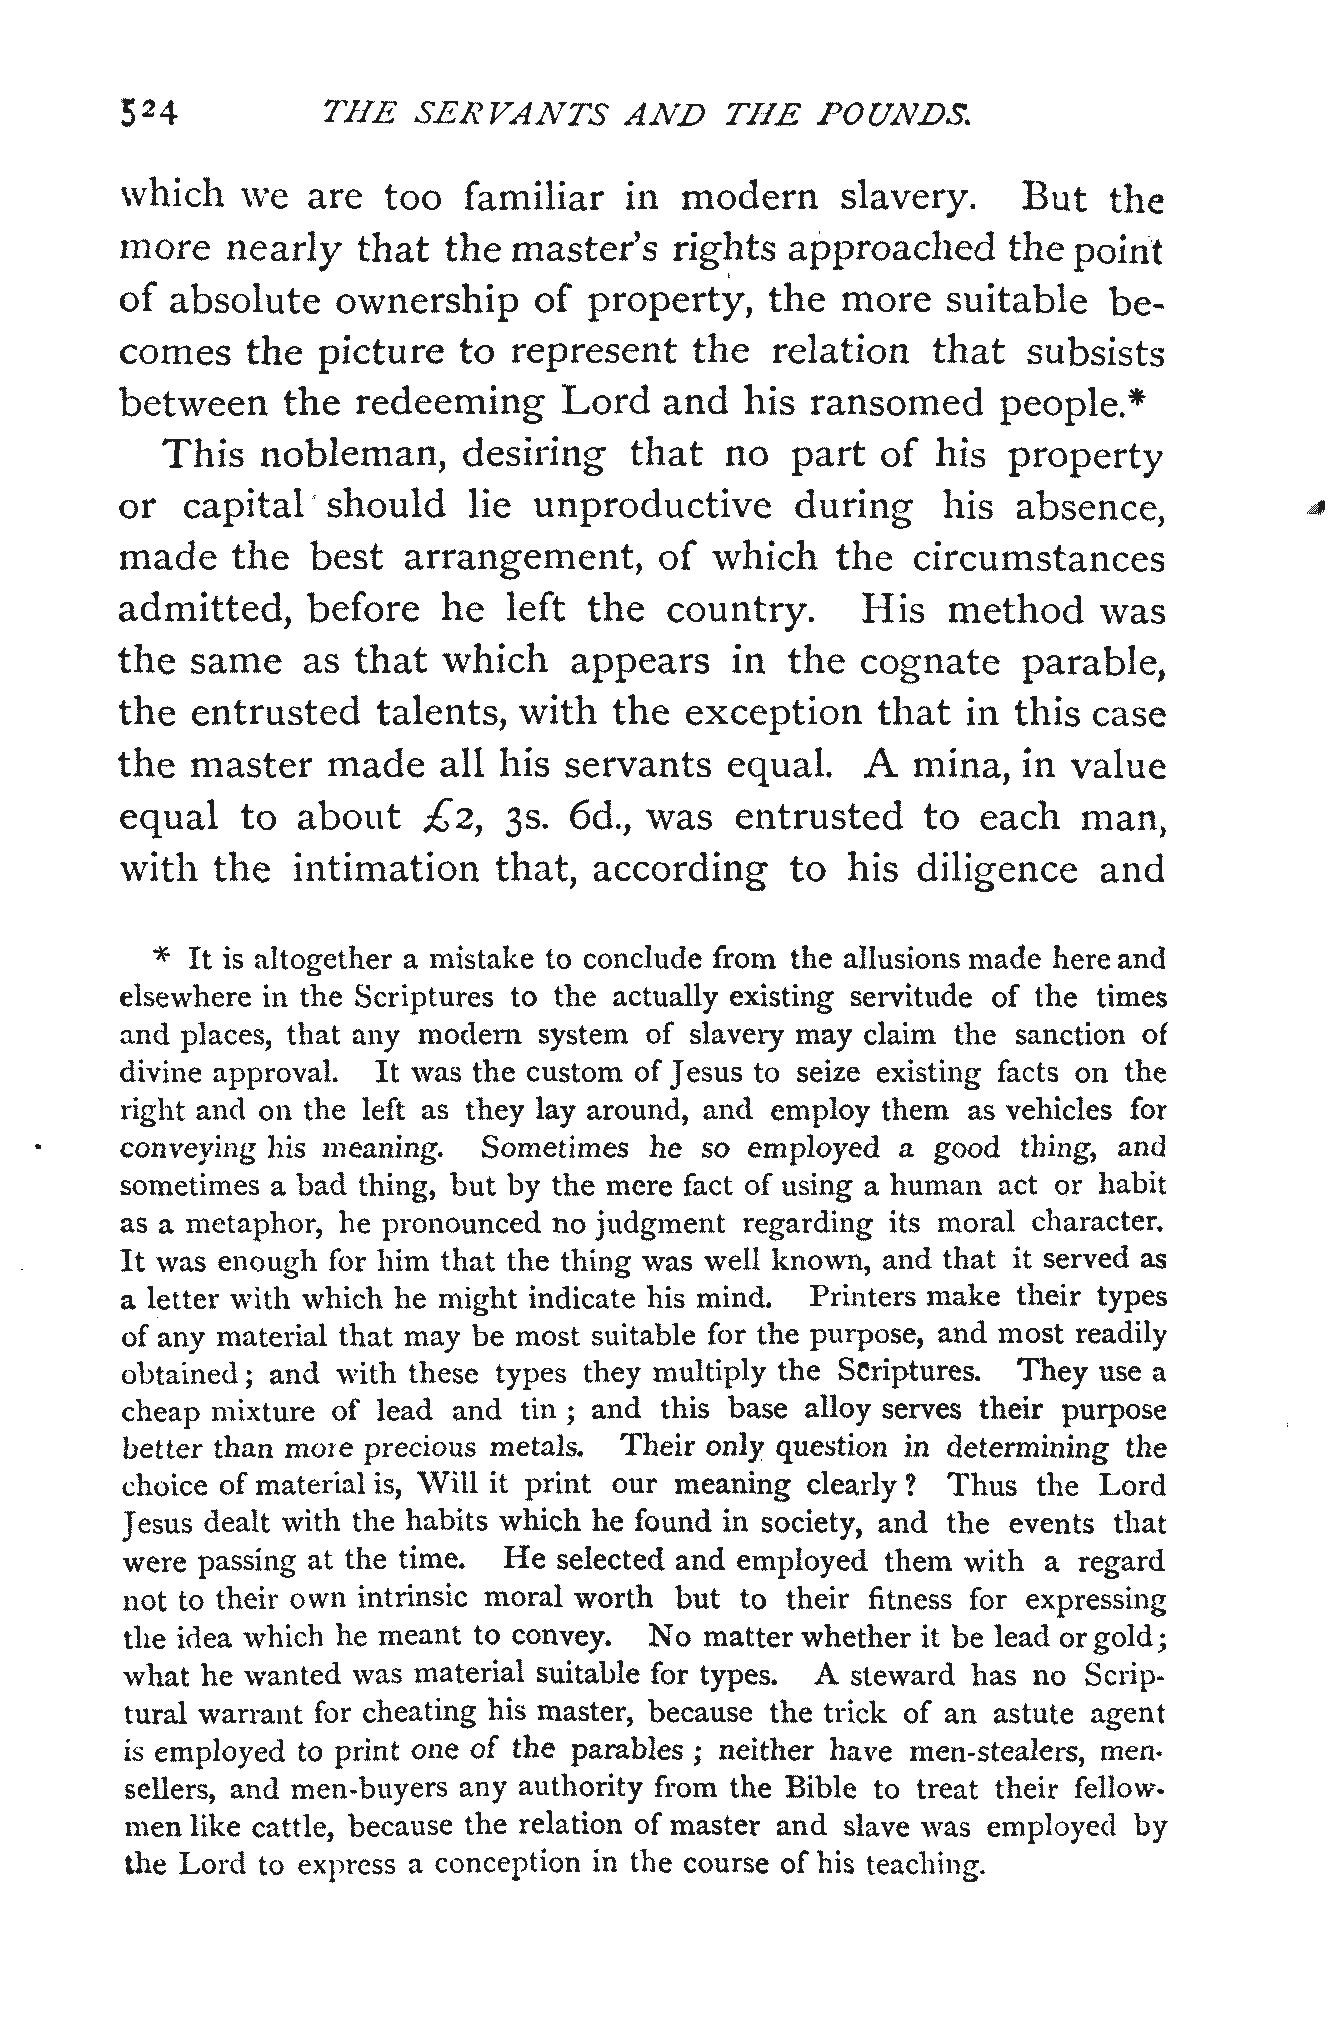 524 THE SERVANTS AND THE POUNDS.
which we are too familiar in modern slavery. But the
more nearly that the master's rights approached the point
of absolute ownership of property, the more suitable be-
comes the picture to represent the relation that subsists
between the redeeming Lord and his ransomed people.*
This nobleman, desiring that no part of his property
or capital should lie unproductive during his absence,
made the best arrangement, of which the circumstances
admitted, before he left the country. His method was
the same as that which appears in the cognate parable,
the entrusted talents, with the exception that in this case
the master made all his servants equal. A mina, in value
equal to about £2, 3s. 6d., was entrusted to each man,
with the intimation that, according to his diligence and
* It is altogether a mistake to conclude from the allusions made here and
elsewhere in the Scriptures to the actually existing servitude of the times
and places, that any modern system of slavery may claim the sanction of
divine approval. It was the custom of Jesus to seize existing facts on the
right and on the left as they lay around, and employ them as vehicles for
conveying his meaning. Sometimes he so employed a good thing, and
sometimes a bad thing, but by the mere fact of using a human act or habit
as a metaphor, he pronounced no judgment regarding its moral character.
It was enough for him that the thing was well known, and that it served as
a letter with which he might indicate his mind. Printers make their types
of any material that may be most suitable for the purpose, and most readily
obtained; and with these types they multiply the Scriptures. They use a
cheap mixture of lead and tin; and this base alloy serves their purpose
better than more precious metals. Their only question in determining the
choice of material is, Will it print our meaning clearly? Thus the Lord
Jesus dealt with the habits which he found in society, and the events that
were passing at the time. He selected and employed them with a regard
not to their own intrinsic moral worth but to their fitness for expressing
the idea which he meant to convey. No matter whether it be lead or gold;
what he wanted was material suitable for types. A steward has no Scrip-
tural warrant for cheating his master, because the trick of an astute agent
is employed to print one of the parables; neither have men-stealers, men-
sellers, and men-buyers any authority from the Bible to treat their fellow-
men like cattle, because the relation of master and slave was employed by
the Lord to express a conception in the course of his teaching.